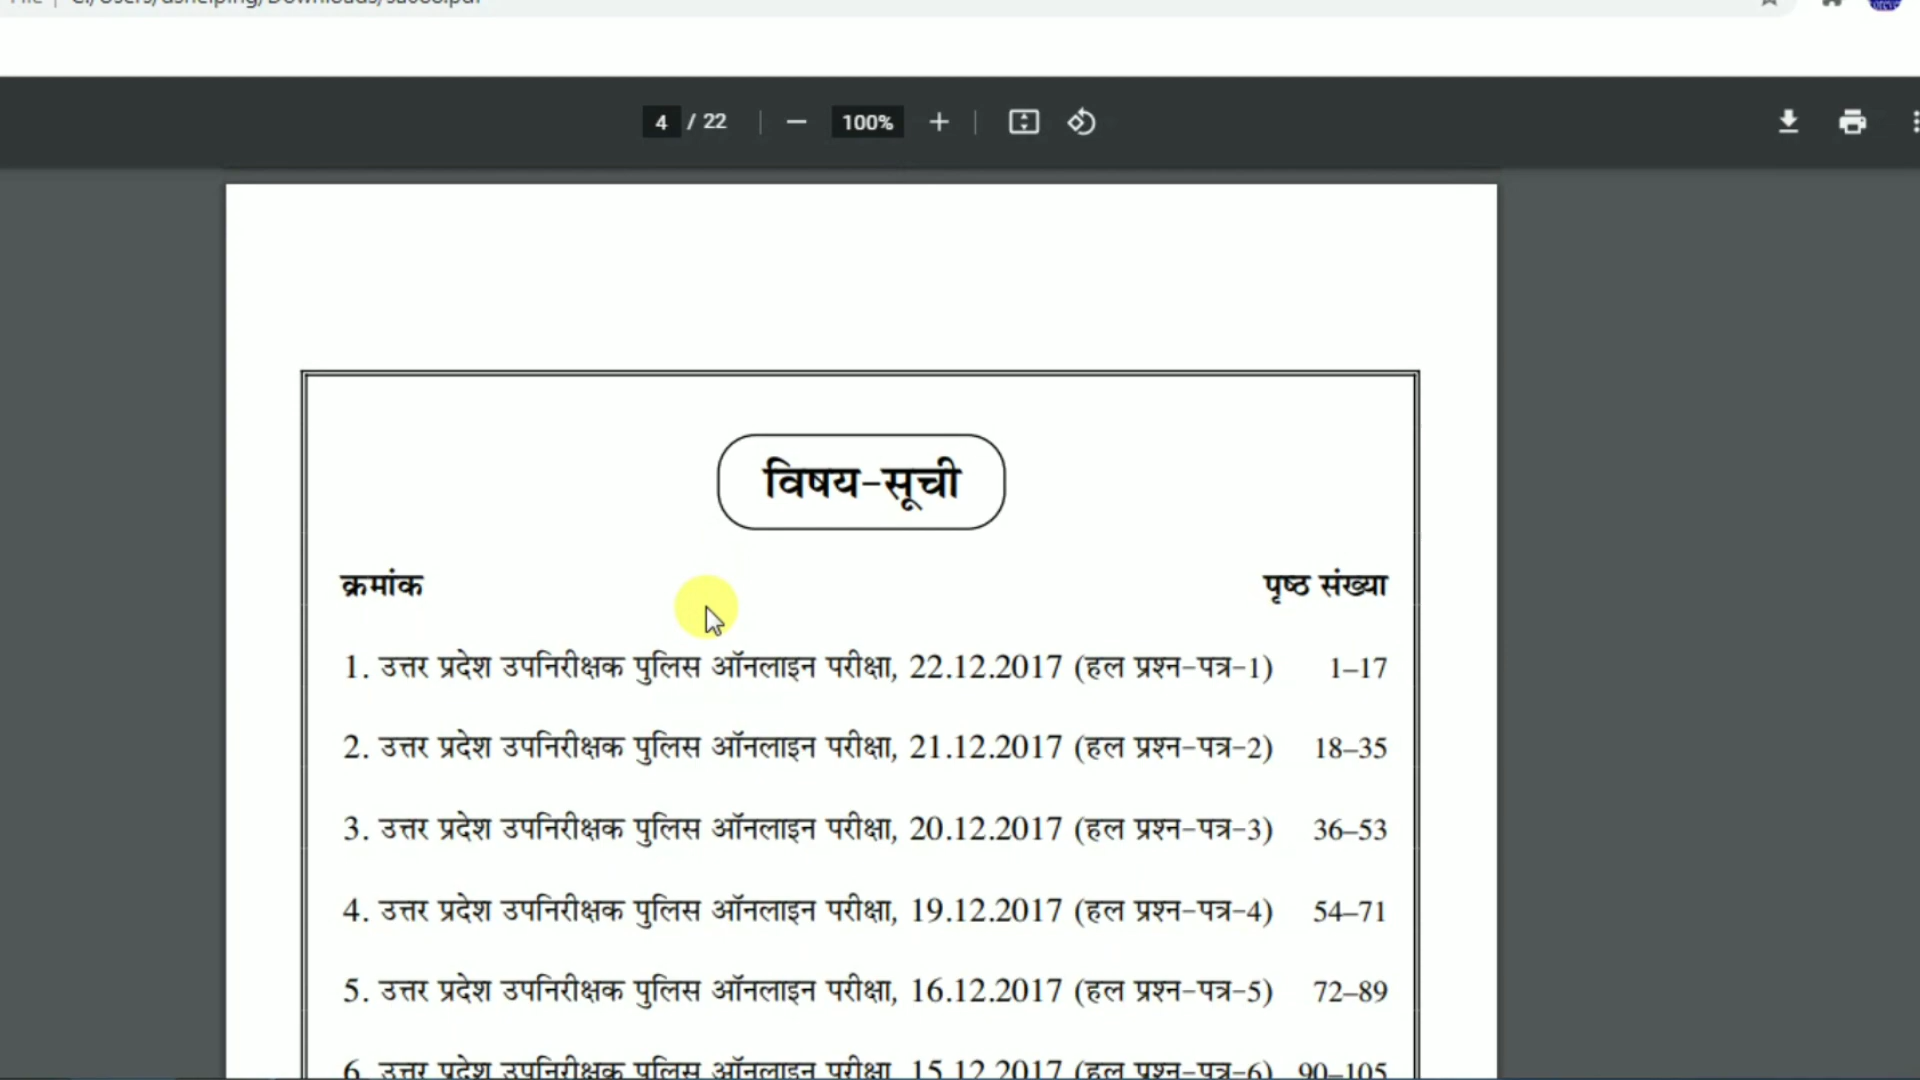 4 / 22
100%
विषय-सूची
क्रमांक पृष्ठ संख्या
1. उत्तर प्रदेश उपनिरीक्षक पुलिस ऑनलाइन परीक्षा, 22.12.2017 (हल प्रश्न-पत्र-1) 1–17
2. उत्तर प्रदेश उपनिरीक्षक पुलिस ऑनलाइन परीक्षा, 21.12.2017 (हल प्रश्न-पत्र-2) 18–35
3. उत्तर प्रदेश उपनिरीक्षक पुलिस ऑनलाइन परीक्षा, 20.12.2017 (हल प्रश्न-पत्र-3) 36–53
4. उत्तर प्रदेश उपनिरीक्षक पुलिस ऑनलाइन परीक्षा, 19.12.2017 (हल प्रश्न-पत्र-4) 54–71
5. उत्तर प्रदेश उपनिरीक्षक पुलिस ऑनलाइन परीक्षा, 16.12.2017 (हल प्रश्न-पत्र-5) 72–89
6. उत्तर प्रदेश उपनिरीक्षक पुलिस ऑनलाइन परीक्षा, 15.12.2017 (हल प्रश्न-पत्र-6) 90–105